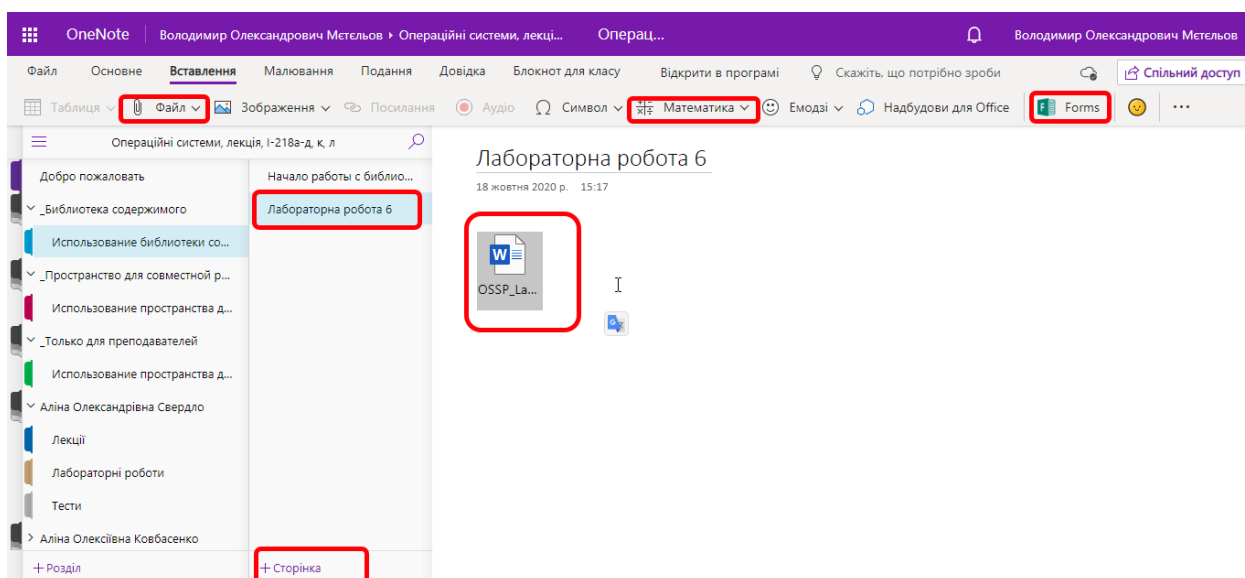 OneNote Володимир Олександрович Мєтєльов ▸ Операційні системи, лекці... Операц... Володимир Олександрович Мєтєльов
Файл Основне Вставлення Малювання Подання Довідка Блокнот для класу Відкрити в програмі Скажіть, що потрібно зроби Спільний доступ
Таблиця Файл Зображення Посилання Аудіо Символ Математика Емодзі Надбудови для Office Forms ...
Операційні системи, лекція, І-218а-д, к, л
Добро пожаловать
_Библиотека содержимого
Использование библиотеки со...
_Пространство для совместной р...
Использование пространства д...
_Только для преподавателей
Использование пространства д...
Аліна Олександрівна Свердло
Лекції
Лабораторні роботи
Тести
Аліна Олексіївна Ковбасенко
+ Розділ
Начало работы с библио...
Лабораторна робота 6
+ Сторінка
Лабораторна робота 6
18 жовтня 2020 р. 15:17
W
OSSP_La...